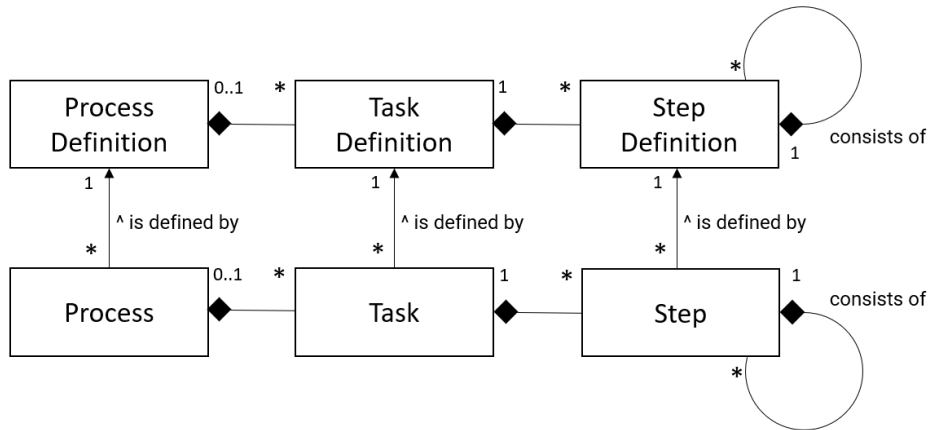 0..1 * 1 * *
Process
Definition
Task
Definition
Step
Definition
consists of
1
1 1 1
^ is defined by ^ is defined by ^ is defined by
* * *
0..1 * 1 * 1
consists of
Process Task Step
*